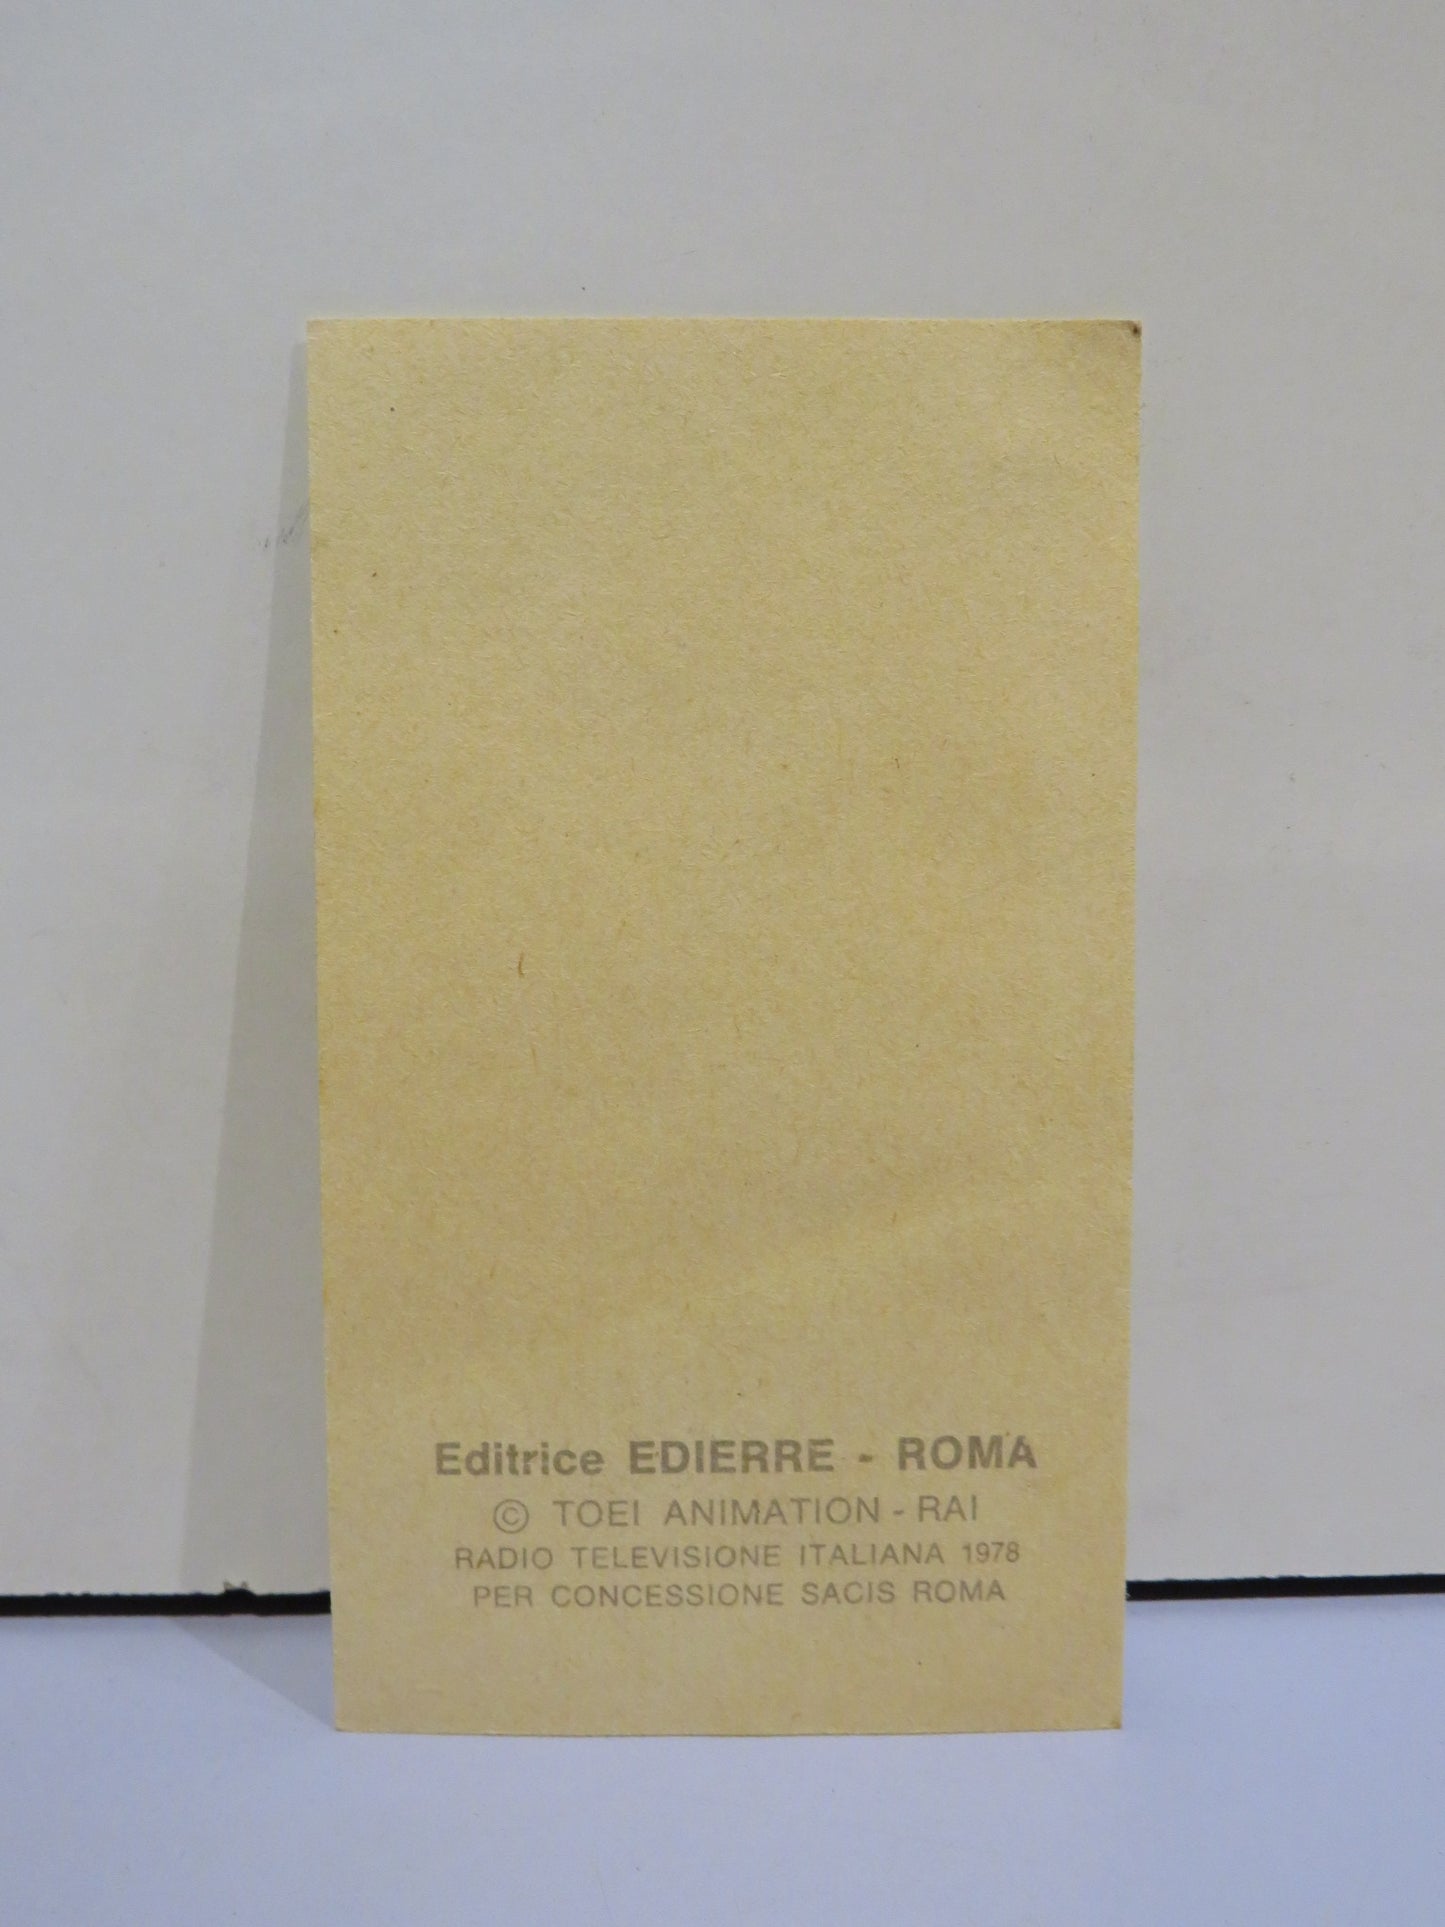 Editrice EDIERRE - ROMA
© TOEI ANIMATION - RAI
RADIO TELEVISIONE ITALIANA 1978
PER CONCESSIONE SACIS ROMA